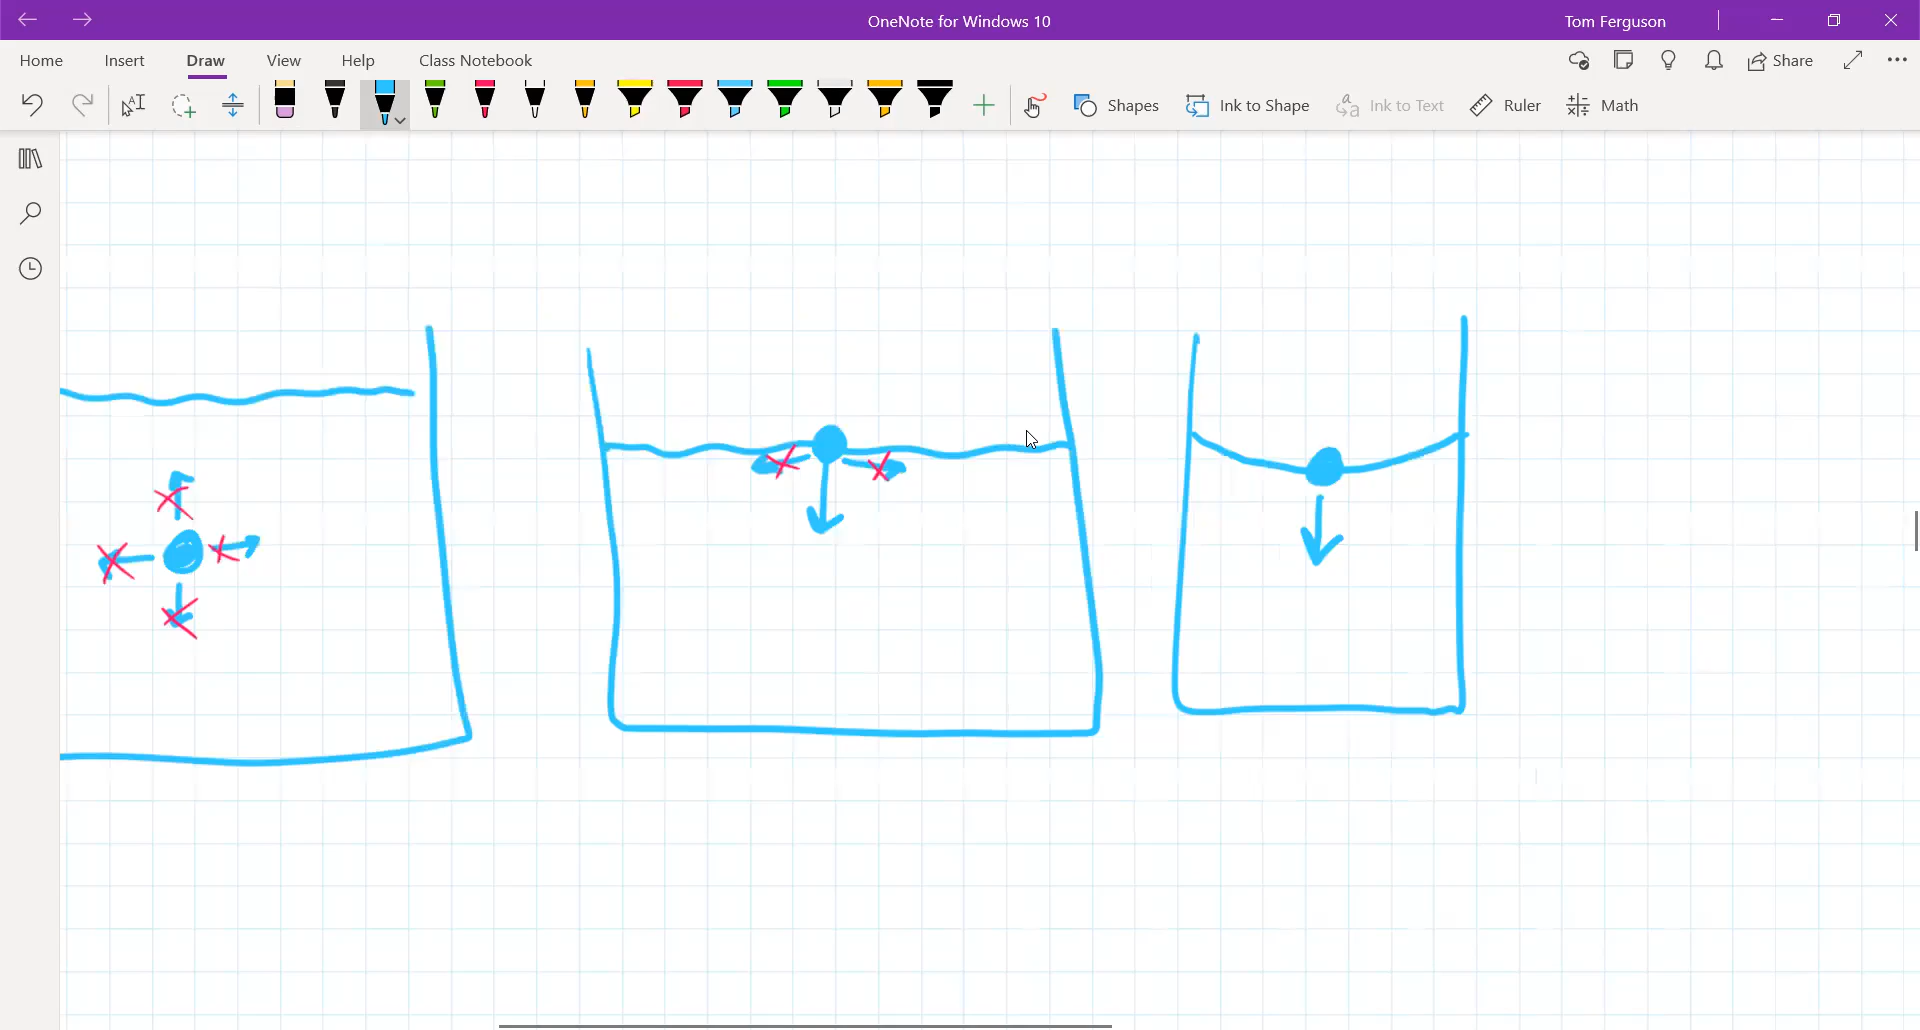 OneNote for Windows 10
Tom Ferguson
Home Insert Draw View Help Class Notebook
Share
Shapes Ink to Shape Ink to Text Ruler Math